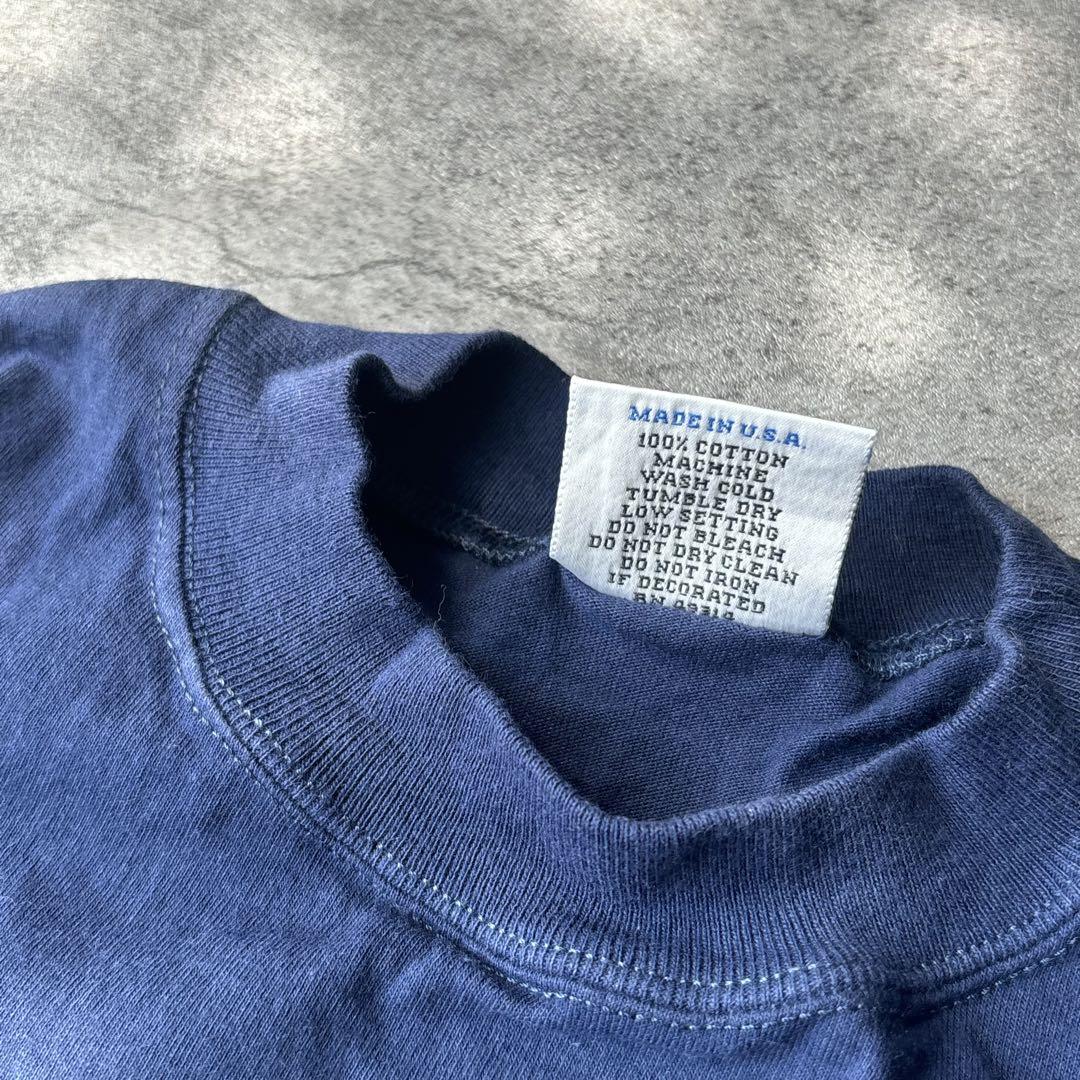 MADE IN U.S.A.
100% COTTON
MACHINE
WASH COLD
TUMBLE DRY
LOW SETTING
DO NOT BLEACH
DO NOT DRY CLEAN
DO NOT IRON
IF DECORATED
RN